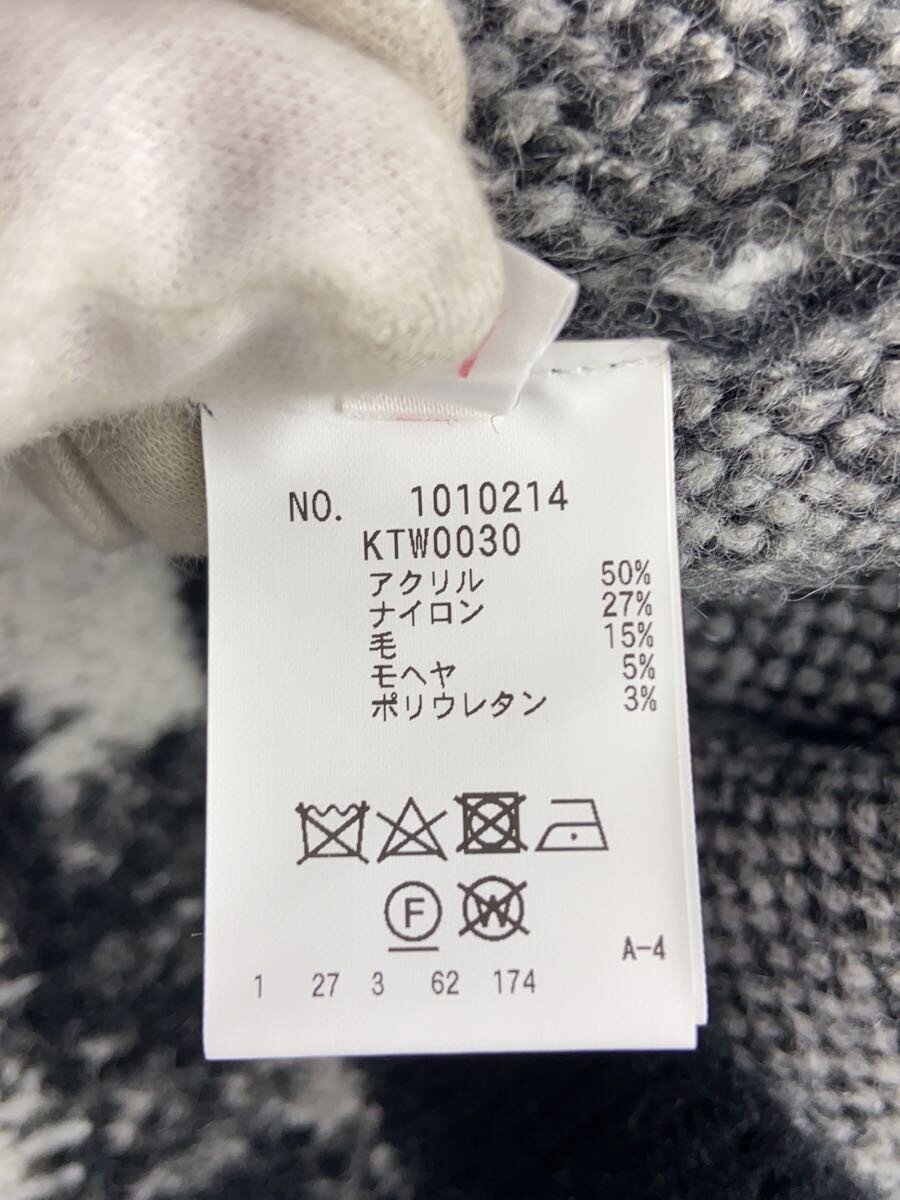 NO. 1010214
KTW0030
アクリル 50%
ナイロン 27%
毛 15%
モヘヤ 5%
ポリウレタン 3%
F W
A-4
1 27 3 62 174